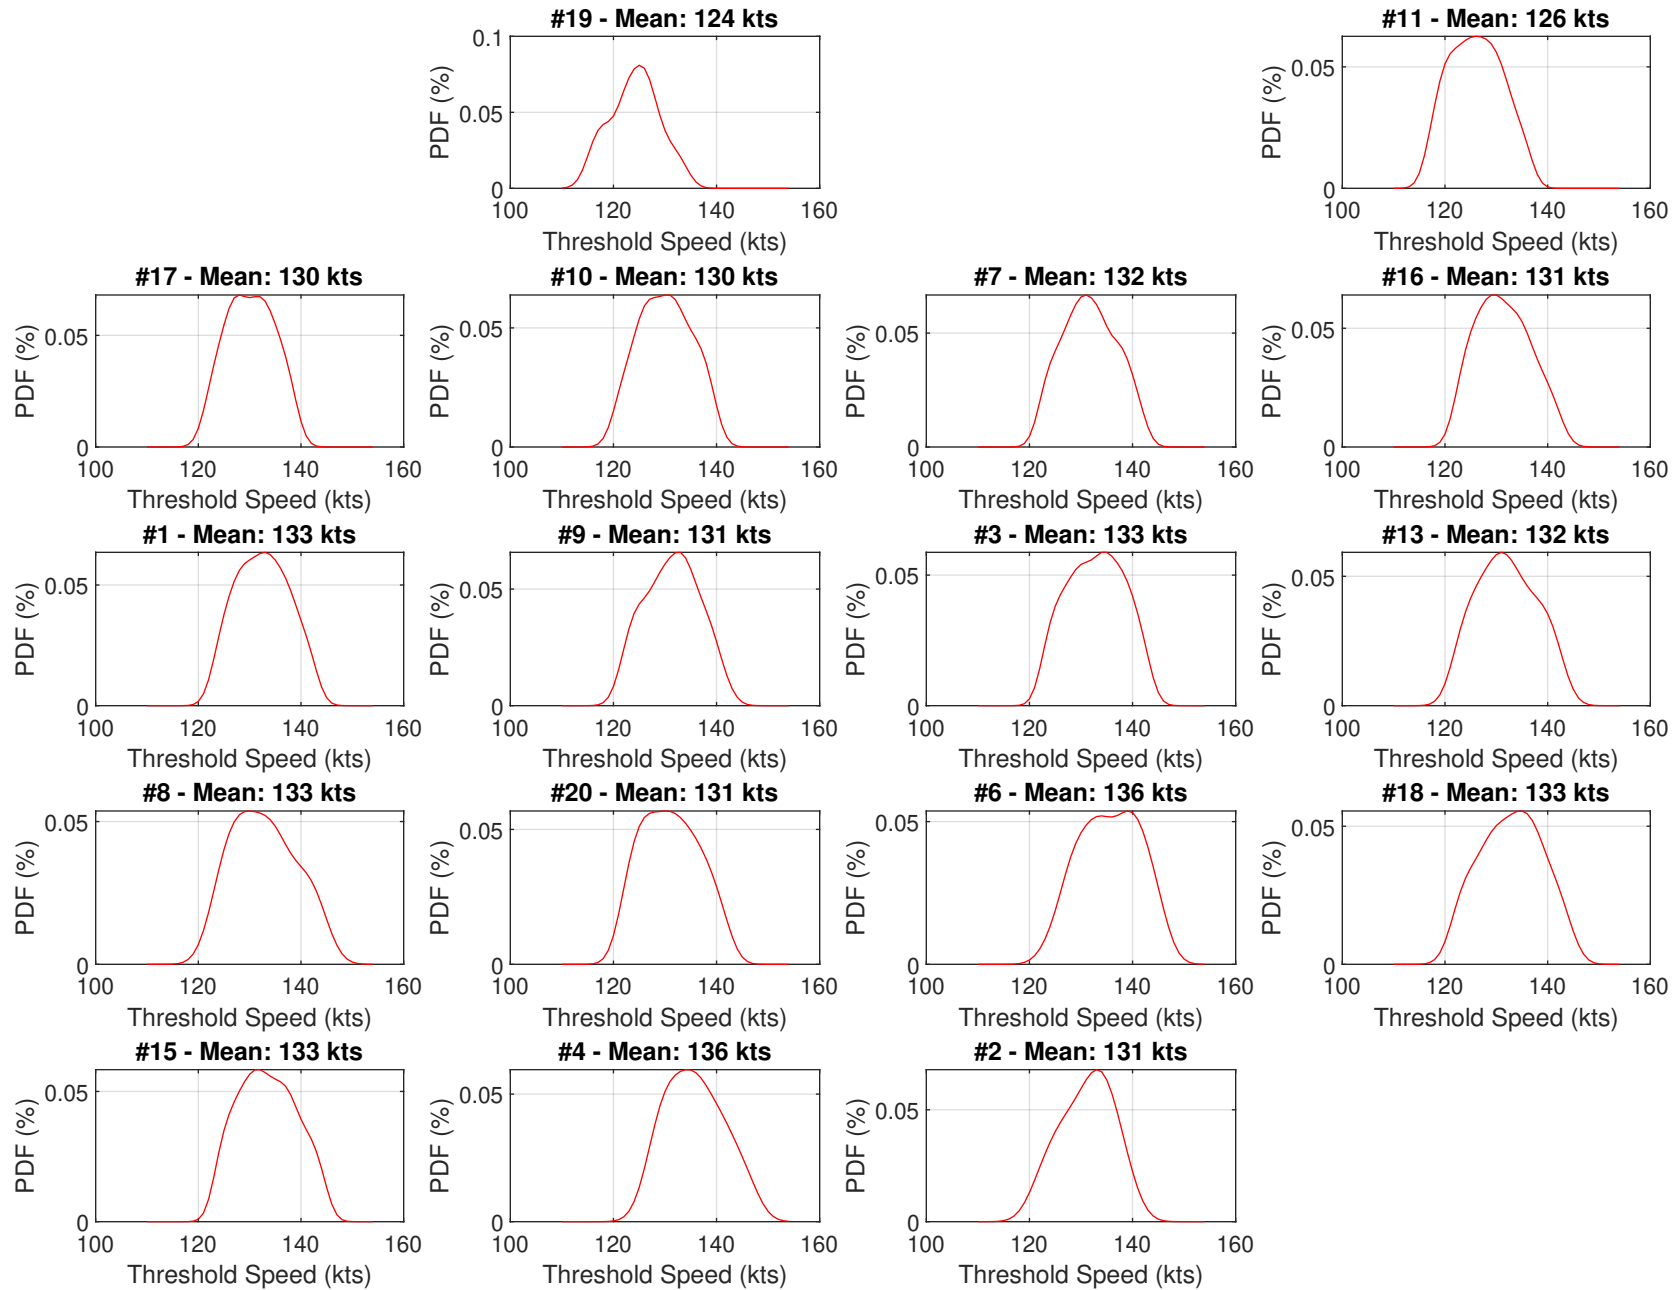 #19 - Mean: 124 kts
PDF (%)
0.1
0.05
0
100 120 140 160
Threshold Speed (kts)
#11 - Mean: 126 kts
PDF (%)
0.05
0
100 120 140 160
Threshold Speed (kts)
#17 - Mean: 130 kts
PDF (%)
0.05
0
100 120 140 160
Threshold Speed (kts)
#10 - Mean: 130 kts
PDF (%)
0.05
0
100 120 140 160
Threshold Speed (kts)
#7 - Mean: 132 kts
PDF (%)
0.05
0
100 120 140 160
Threshold Speed (kts)
#16 - Mean: 131 kts
PDF (%)
0.05
0
100 120 140 160
Threshold Speed (kts)
#1 - Mean: 133 kts
PDF (%)
0.05
0
100 120 140 160
Threshold Speed (kts)
#9 - Mean: 131 kts
PDF (%)
0.05
0
100 120 140 160
Threshold Speed (kts)
#3 - Mean: 133 kts
PDF (%)
0.05
0
100 120 140 160
Threshold Speed (kts)
#13 - Mean: 132 kts
PDF (%)
0.05
0
100 120 140 160
Threshold Speed (kts)
#8 - Mean: 133 kts
PDF (%)
0.05
0
100 120 140 160
Threshold Speed (kts)
#20 - Mean: 131 kts
PDF (%)
0.05
0
100 120 140 160
Threshold Speed (kts)
#6 - Mean: 136 kts
PDF (%)
0.05
0
100 120 140 160
Threshold Speed (kts)
#18 - Mean: 133 kts
PDF (%)
0.05
0
100 120 140 160
Threshold Speed (kts)
#15 - Mean: 133 kts
PDF (%)
0.05
0
100 120 140 160
Threshold Speed (kts)
#4 - Mean: 136 kts
PDF (%)
0.05
0
100 120 140 160
Threshold Speed (kts)
#2 - Mean: 131 kts
PDF (%)
0.05
0
100 120 140 160
Threshold Speed (kts)